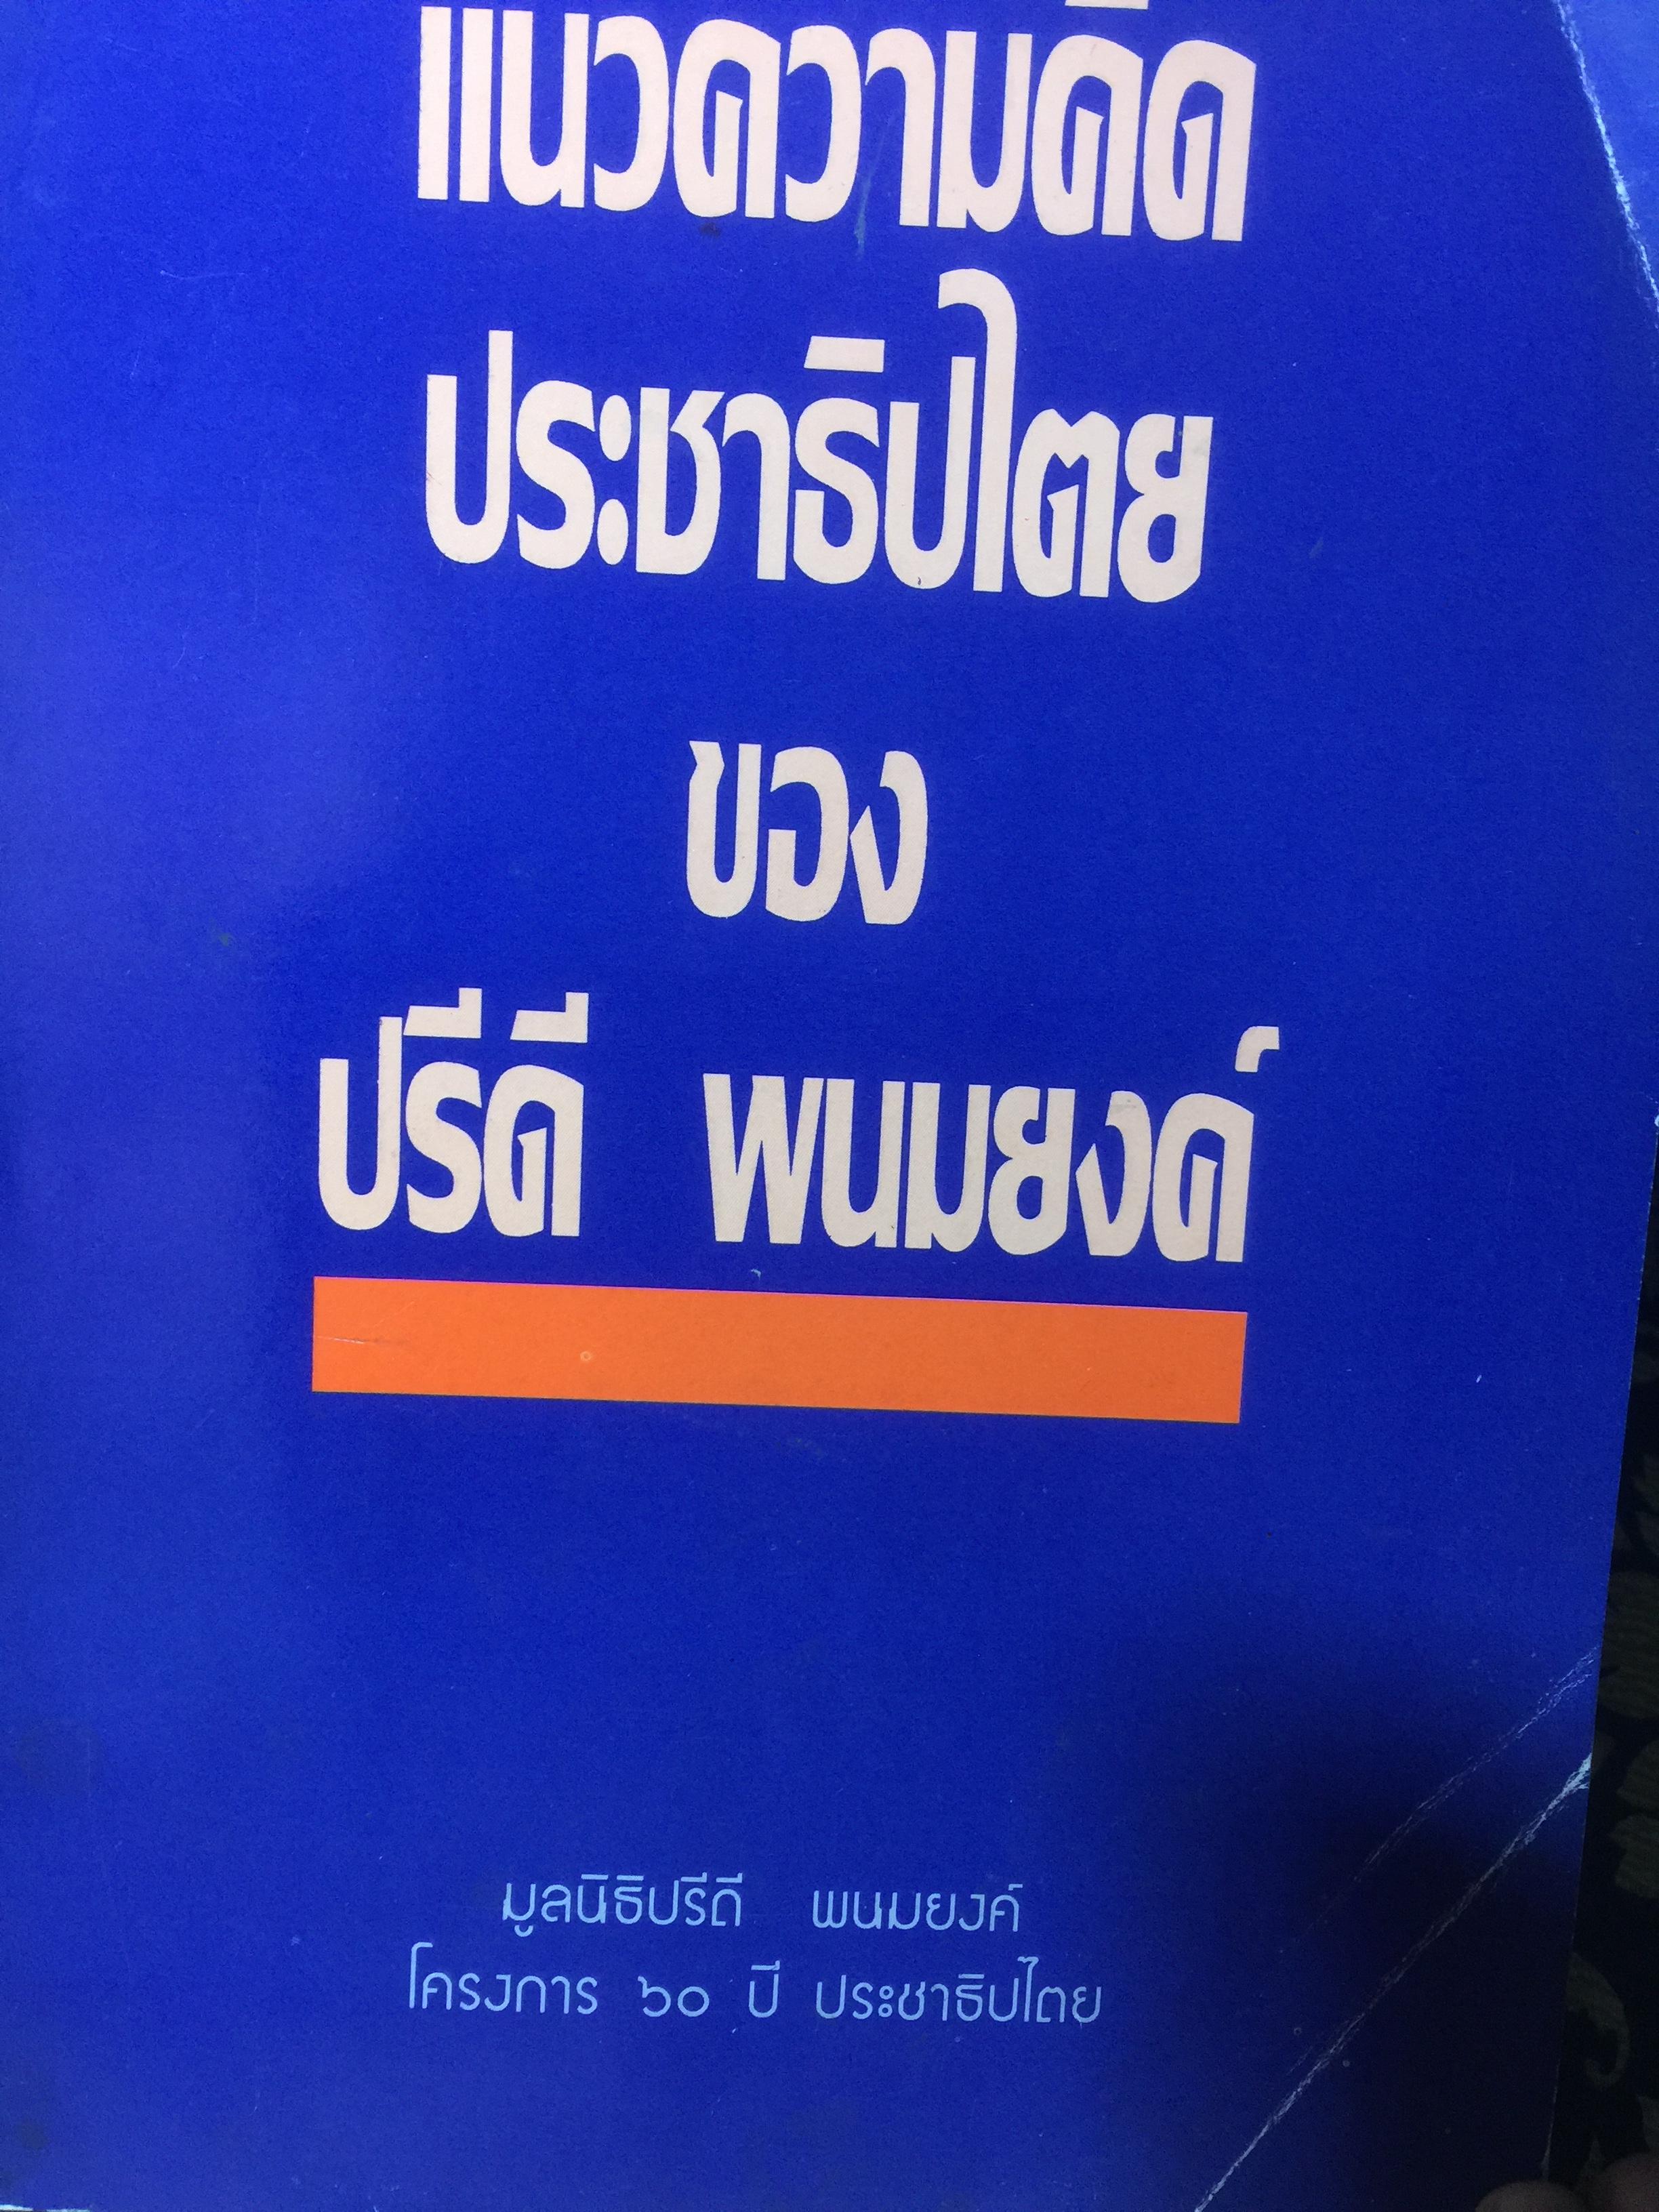 แนวความคิด
ประชาธิปไตย
ของ
ปรีดี พนมยงค์
มูลนิธิปรีดี พนมยงค์
โครงการ ๖๐ ปี ประชาธิปไตย